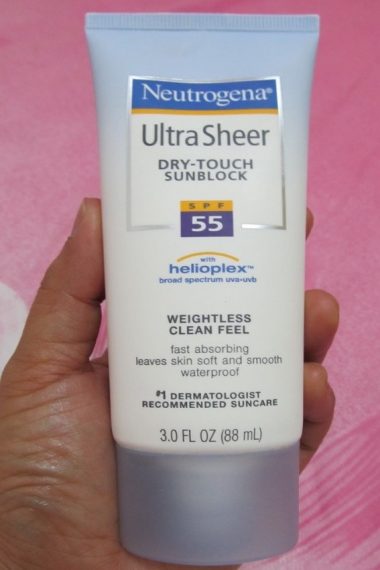 Neutrogena®
Ultra Sheer
DRY-TOUCH
SUNBLOCK
SPF
55
with
helioplex™
broad spectrum uva•uvb
WEIGHTLESS
CLEAN FEEL
fast absorbing
leaves skin soft and smooth
waterproof
#1 DERMATOLOGIST
RECOMMENDED SUNCARE
3.0 FL OZ (88 mL)